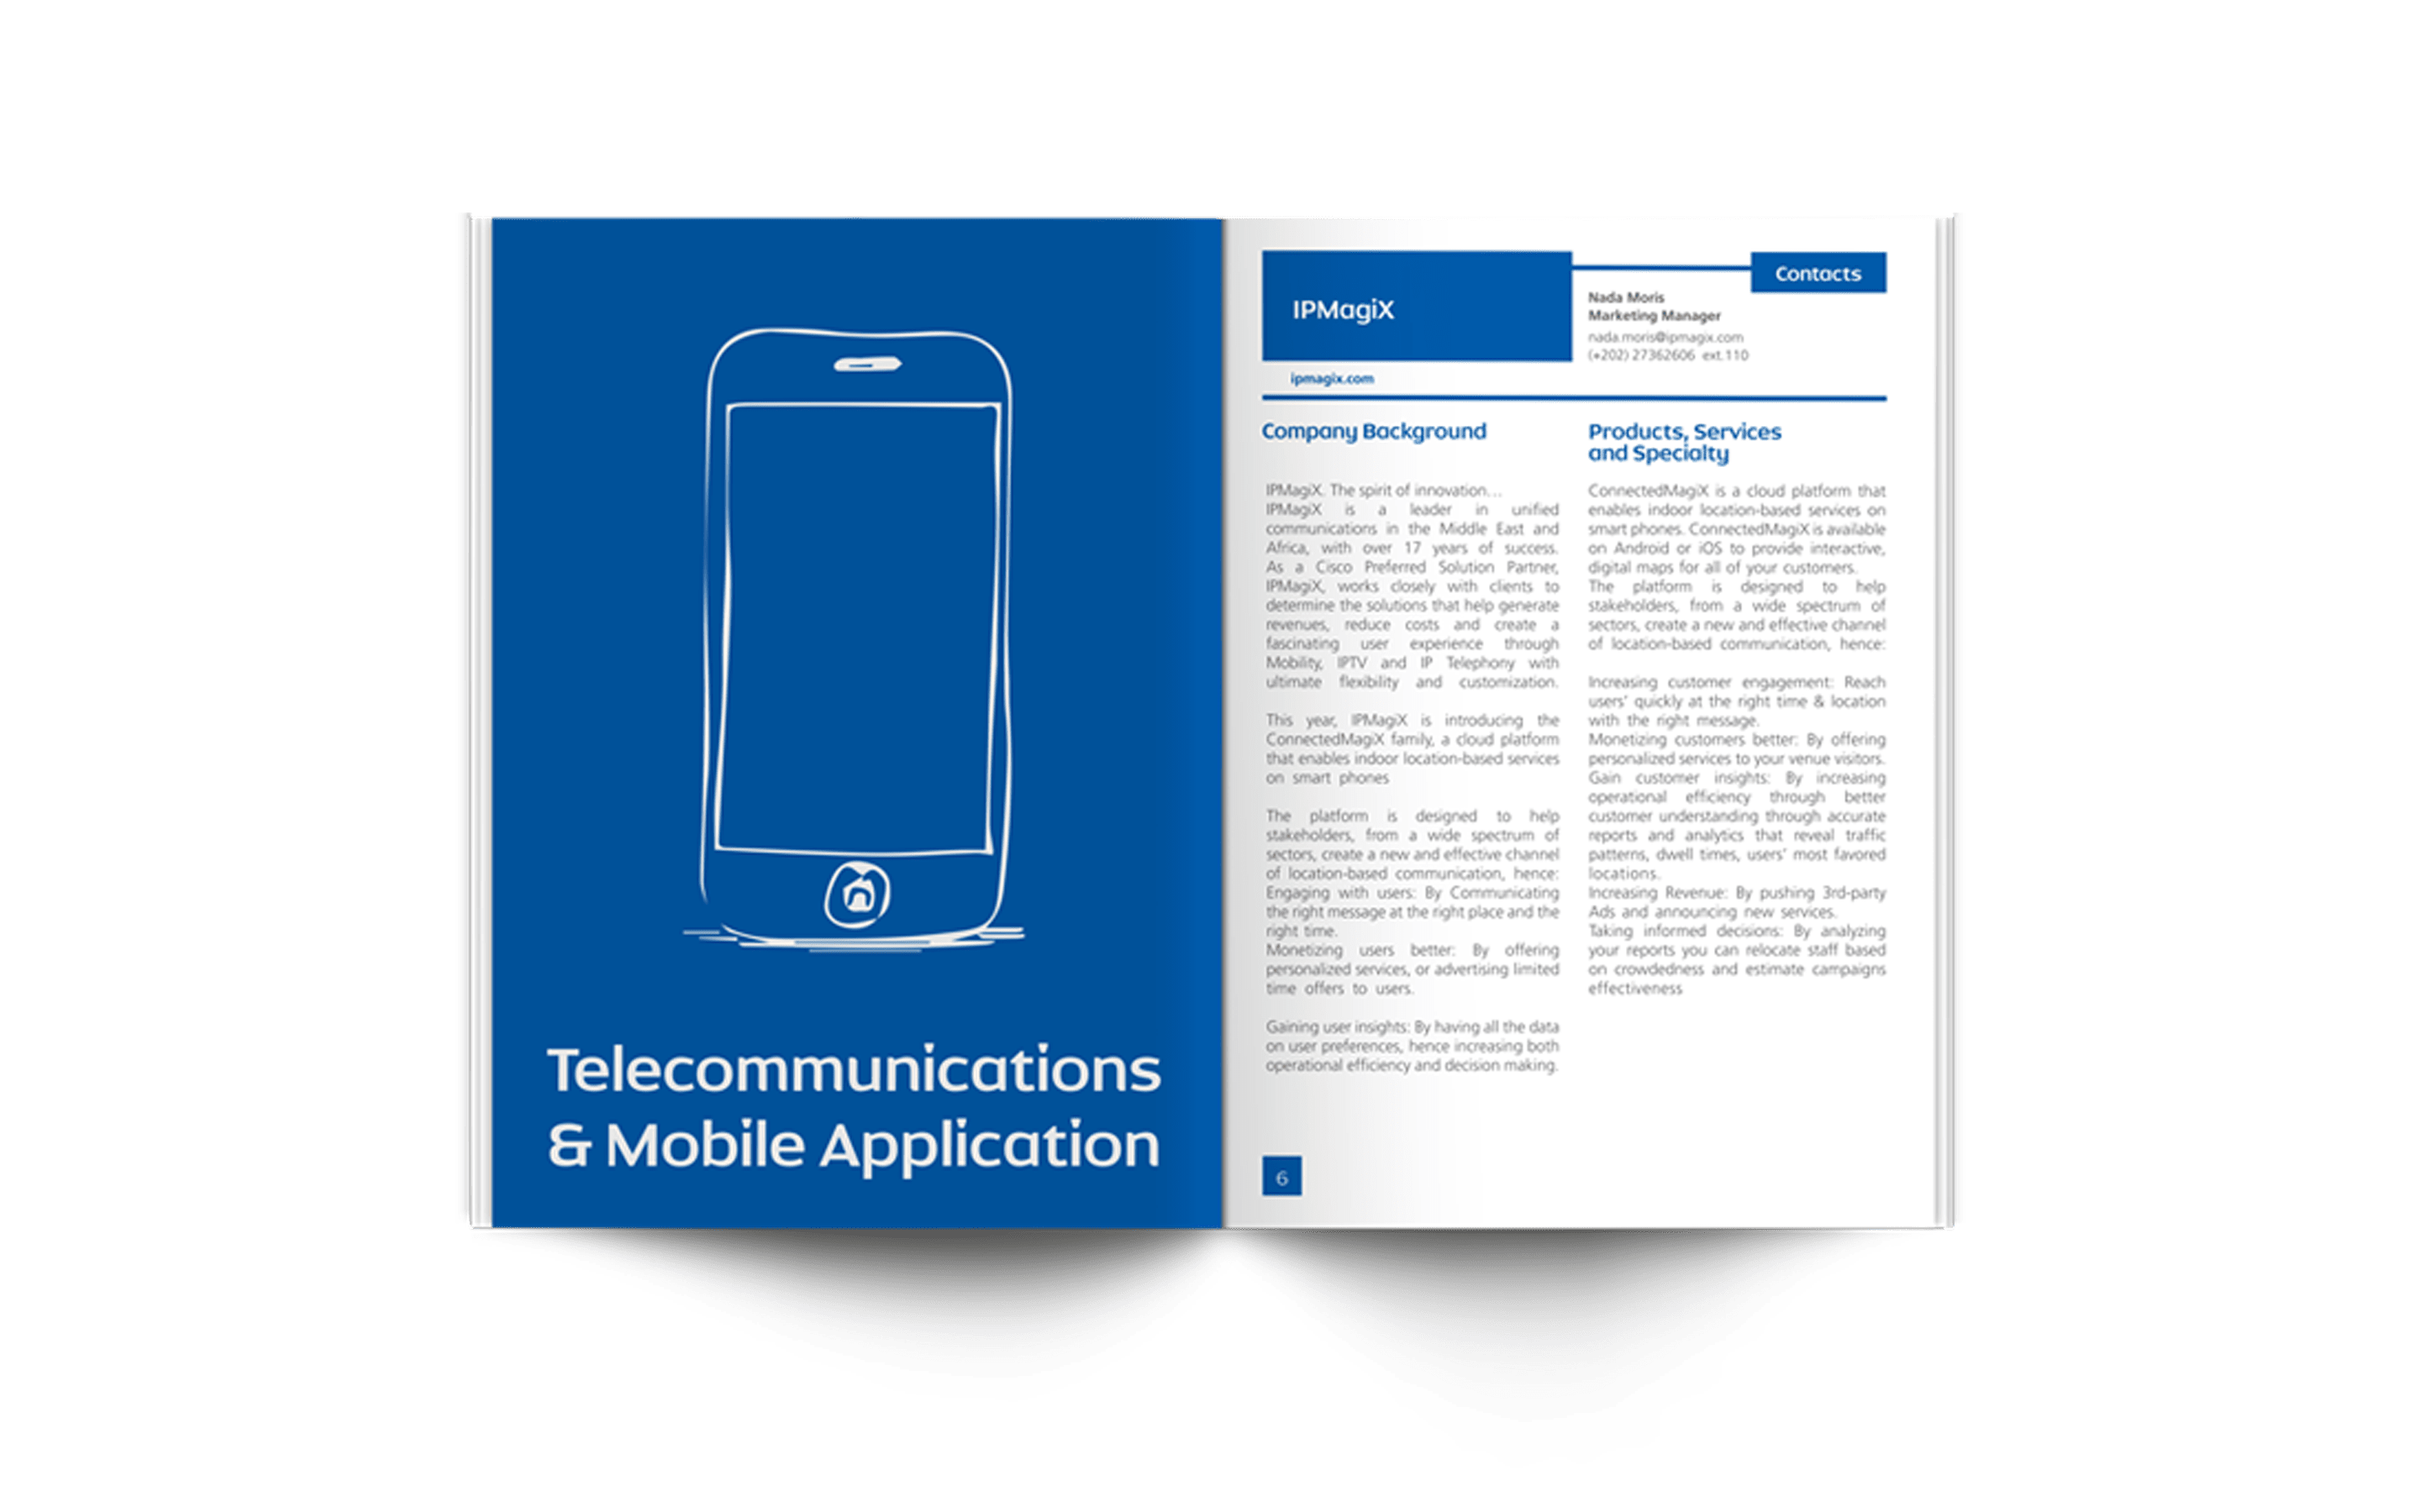 Telecommunications
& Mobile Application
IPMagiX
ipmagix.com
Contacts
Nada Moris
Marketing Manager
nada.moris@ipmagix.com
(+202) 27362606 ext.110
Company Background
IPMagiX. The spirit of innovation...
IPMagiX is a leader in unified
communications in the Middle East and
Africa, with over 17 years of success.
As a Cisco Preferred Solution Partner,
IPMagiX, works closely with clients to
determine the solutions that help generate
revenues, reduce costs and create a
fascinating user experience through
Mobility, IPTV and IP Telephony with
ultimate flexibility and customization.
This year, IPMagiX is introducing the
ConnectedMagiX family, a cloud platform
that enables indoor location-based services
on smart phones
The platform is designed to help
stakeholders, from a wide spectrum of
sectors, create a new and effective channel
of location-based communication, hence:
Engaging with users: By Communicating
the right message at the right place and the
right time.
Monetizing users better: By offering
personalized services, or advertising limited
time offers to users.
Gaining user insights: By having all the data
on user preferences, hence increasing both
operational efficiency and decision making.
Products, Services
and Specialty
ConnectedMagiX is a cloud platform that
enables indoor location-based services on
smart phones. ConnectedMagiX is available
on Android or iOS to provide interactive,
digital maps for all of your customers.
The platform is designed to help
stakeholders, from a wide spectrum of
sectors, create a new and effective channel
of location-based communication, hence:
Increasing customer engagement: Reach
users' quickly at the right time & location
with the right message.
Monetizing customers better: By offering
personalized services to your venue visitors.
Gain customer insights: By increasing
operational efficiency through better
customer understanding through accurate
reports and analytics that reveal traffic
patterns, dwell times, users' most favored
locations.
Increasing Revenue: By pushing 3rd-party
Ads and announcing new services.
Taking informed decisions: By analyzing
your reports you can relocate staff based
on crowdedness and estimate campaigns
effectiveness
6